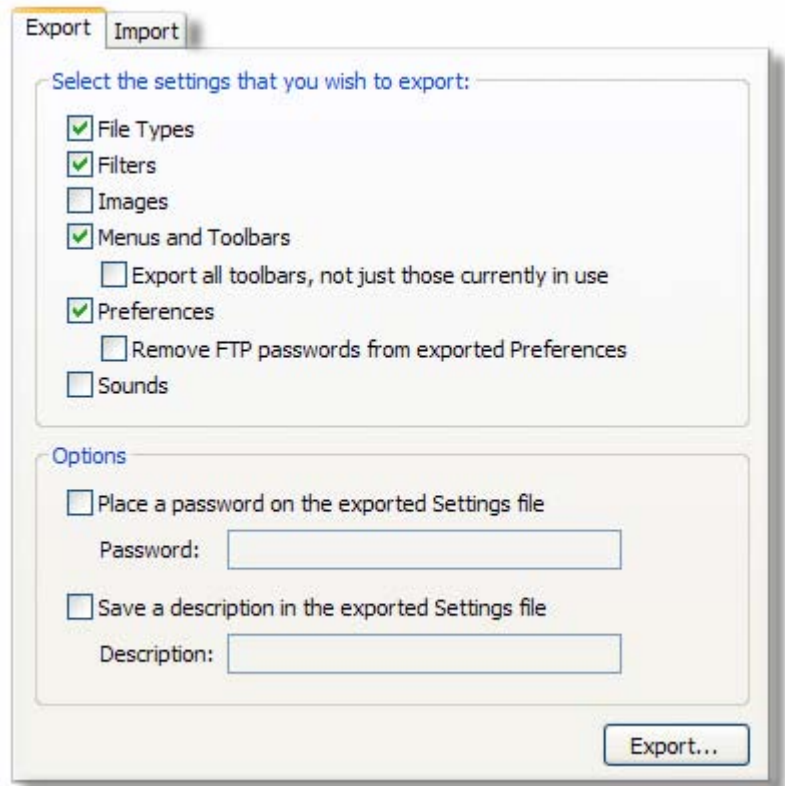 Export Import
Select the settings that you wish to export:
File Types
Filters
Images
Menus and Toolbars
Export all toolbars, not just those currently in use
Preferences
Remove FTP passwords from exported Preferences
Sounds
Options
Place a password on the exported Settings file
Password:
Save a description in the exported Settings file
Description:
Export...